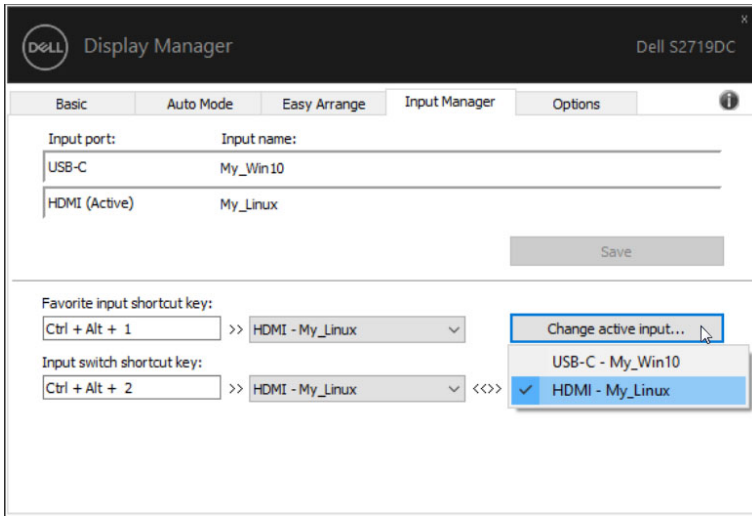 x
DELL Display Manager Dell S2719DC
Basic Auto Mode Easy Arrange Input Manager Options i
Input port: Input name:
USB-C My_Win10
HDMI (Active) My_Linux
Save
Favorite input shortcut key:
Ctrl + Alt + 1 >> HDMI - My_Linux Change active input...
Input switch shortcut key:
USB-C - My_Win10
Ctrl + Alt + 2 >> HDMI - My_Linux <<>> ✓ HDMI - My_Linux